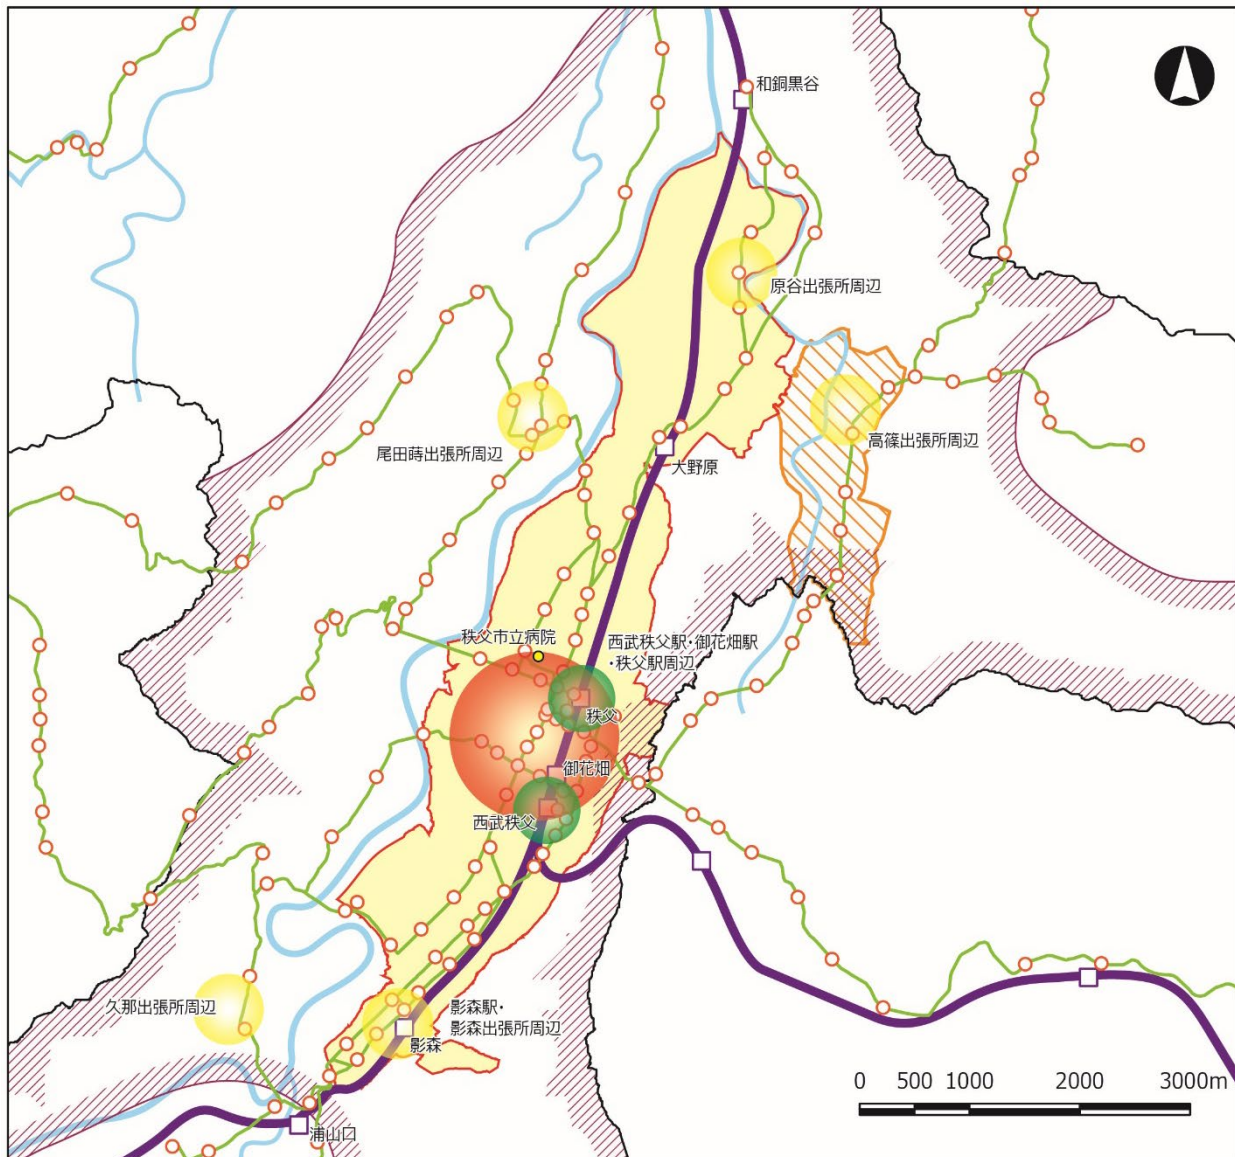 和銅黒谷
原谷出張所周辺
尾田蒔出張所周辺
高篠出張所周辺
大野原
秩父市立病院
西武秩父駅・御花畑駅
・秩父駅周辺
秩父
御花畑
西武秩父
久那出張所周辺
影森駅・
影森出張所周辺
影森
浦山口
0 500 1000 2000 3000m